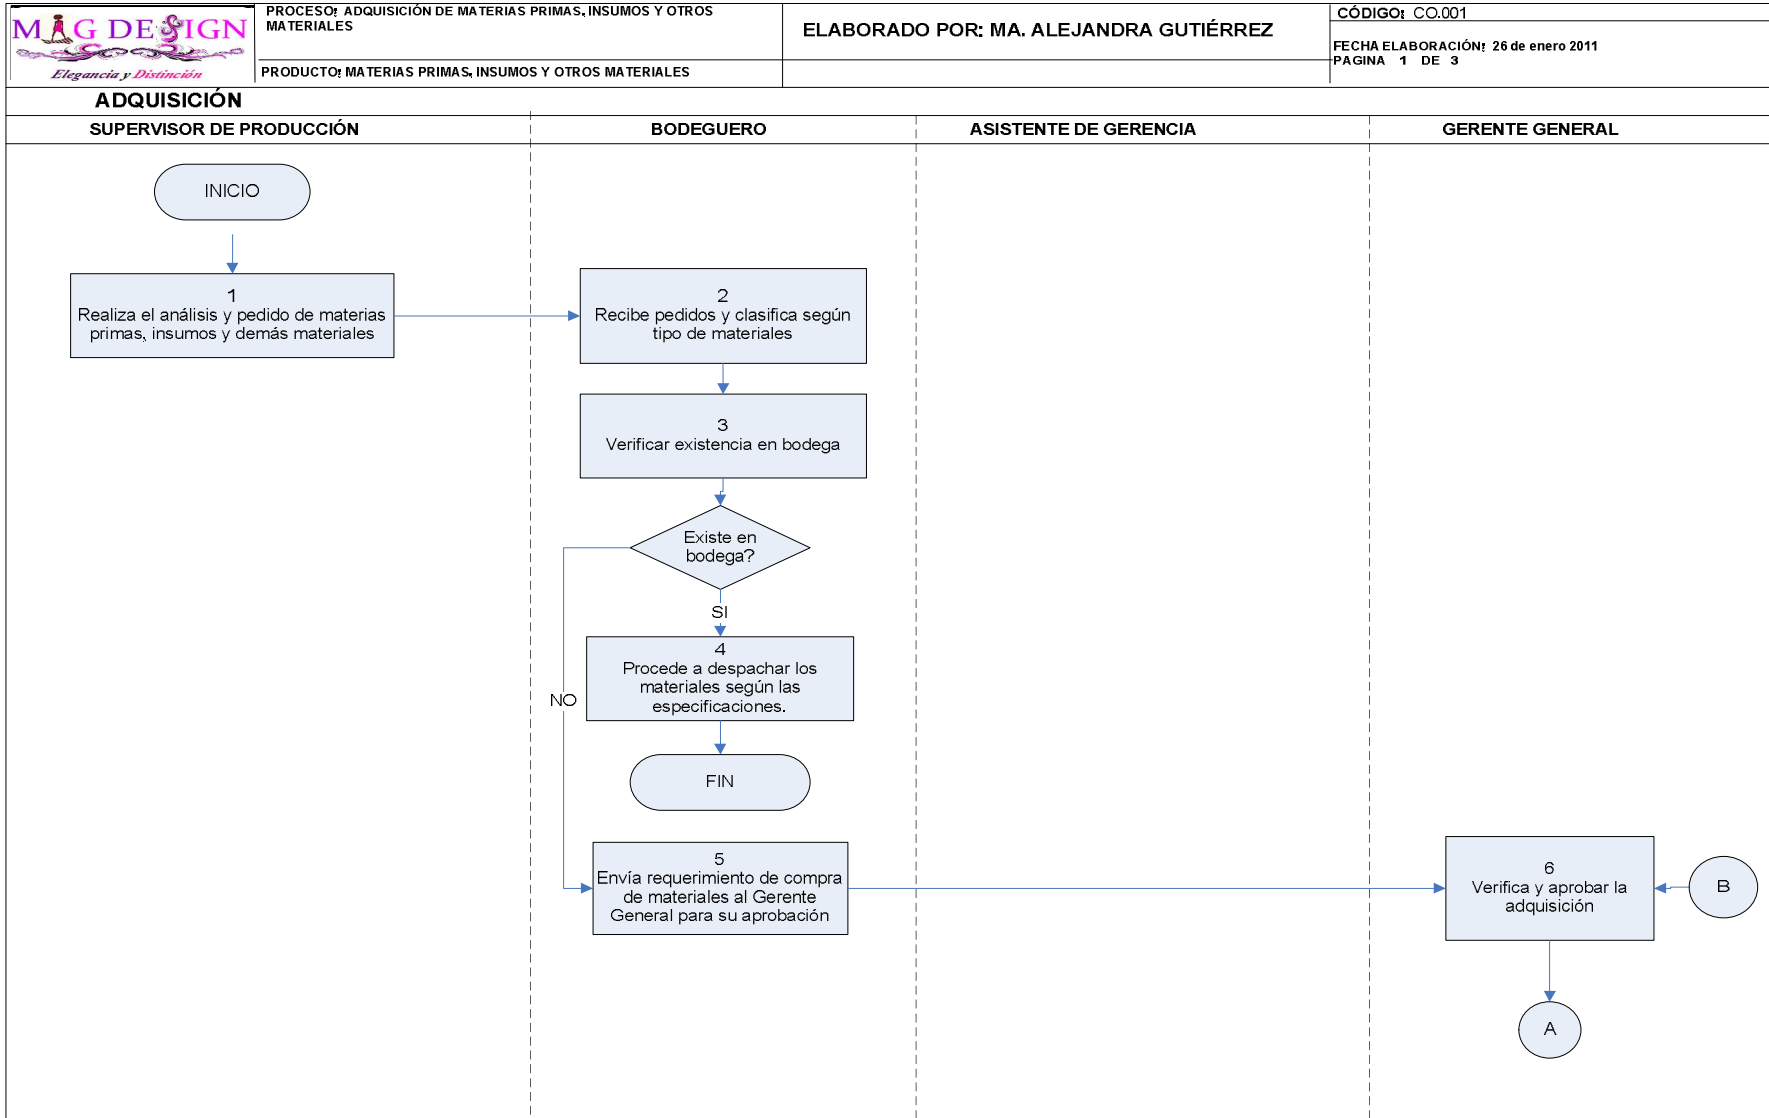 MAG DESIGN
Elegancia y Distinción
PROCESO: ADQUISICIÓN DE MATERIAS PRIMAS, INSUMOS Y OTROS
MATERIALES
PRODUCTO: MATERIAS PRIMAS, INSUMOS Y OTROS MATERIALES
ELABORADO POR: MA. ALEJANDRA GUTIÉRREZ
CÓDIGO: CO.001
FECHA ELABORACIÓN: 26 de enero 2011
PAGINA 1 DE 3
ADQUISICIÓN
SUPERVISOR DE PRODUCCIÓN
BODEGUERO
ASISTENTE DE GERENCIA
GERENTE GENERAL
INICIO
1
Realiza el análisis y pedido de materias
primas, insumos y demás materiales
2
Recibe pedidos y clasifica según
tipo de materiales
3
Verificar existencia en bodega
Existe en
bodega?
SI
NO
4
Procede a despachar los
materiales según las
especificaciones.
FIN
5
Envía requerimiento de compra
de materiales al Gerente
General para su aprobación
6
Verifica y aprobar la
adquisición
B
A